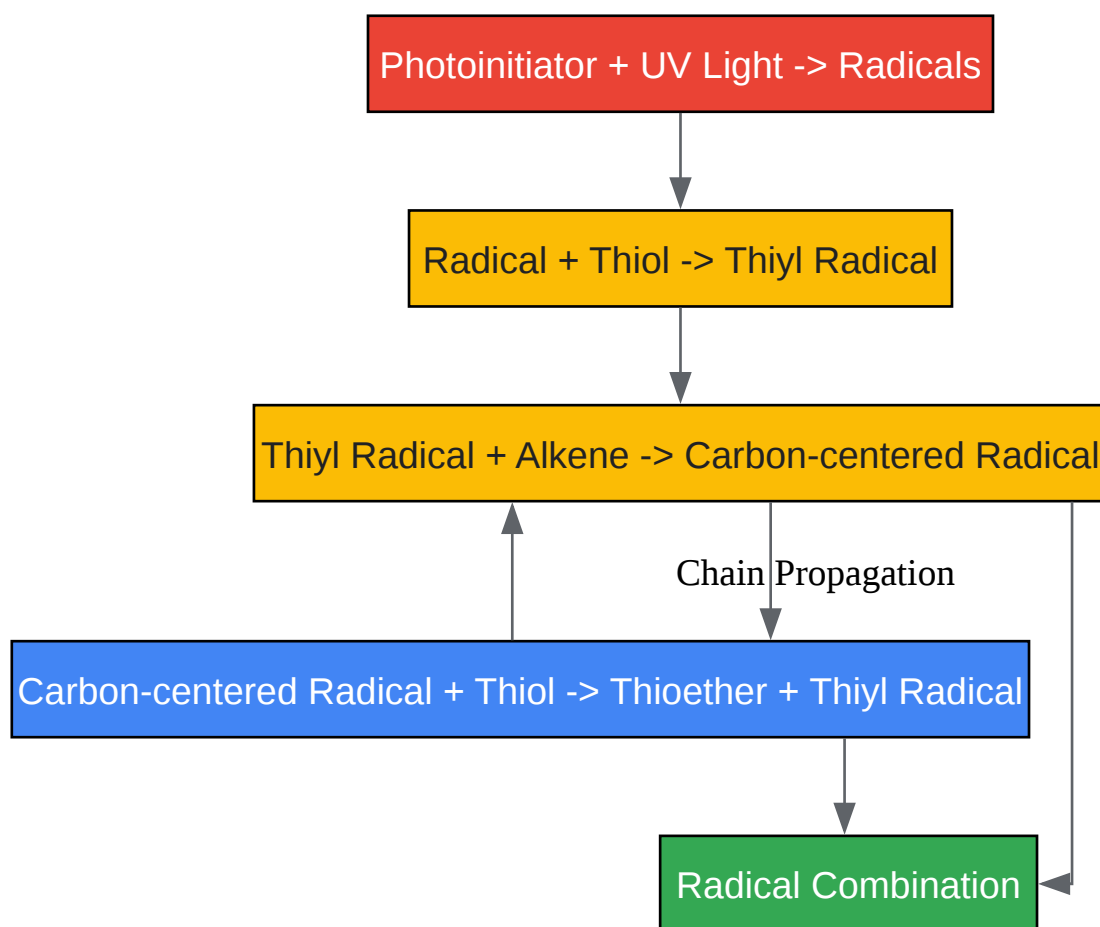 Photoinitiator + UV Light -> Radicals
Radical + Thiol -> Thiyl Radical
Thiyl Radical + Alkene -> Carbon-centered Radical
Chain Propagation
Carbon-centered Radical + Thiol -> Thioether + Thiyl Radical
Radical Combination